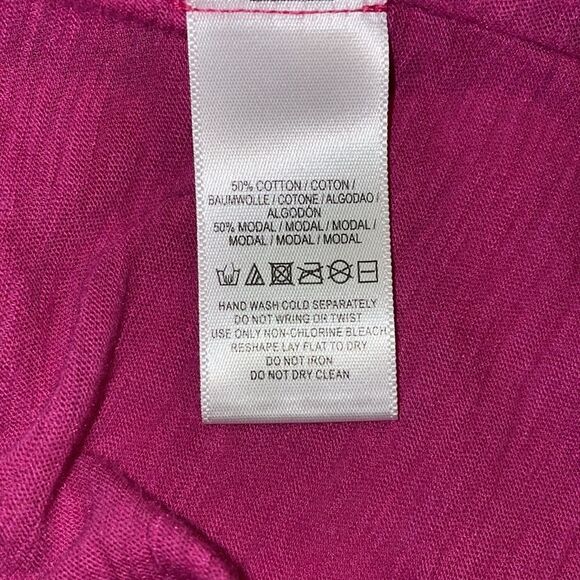 50% COTTON / COTON /
BAUMWOLLE / COTONE / ALGODAO /
ALGODÓN
50% MODAL / MODAL / MODAL /
MODAL / MODAL / MODAL
HAND WASH COLD SEPARATELY
DO NOT WRING OR TWIST
USE ONLY NON-CHLORINE BLEACH
RESHAPE LAY FLAT TO DRY
DO NOT IRON
DO NOT DRY CLEAN